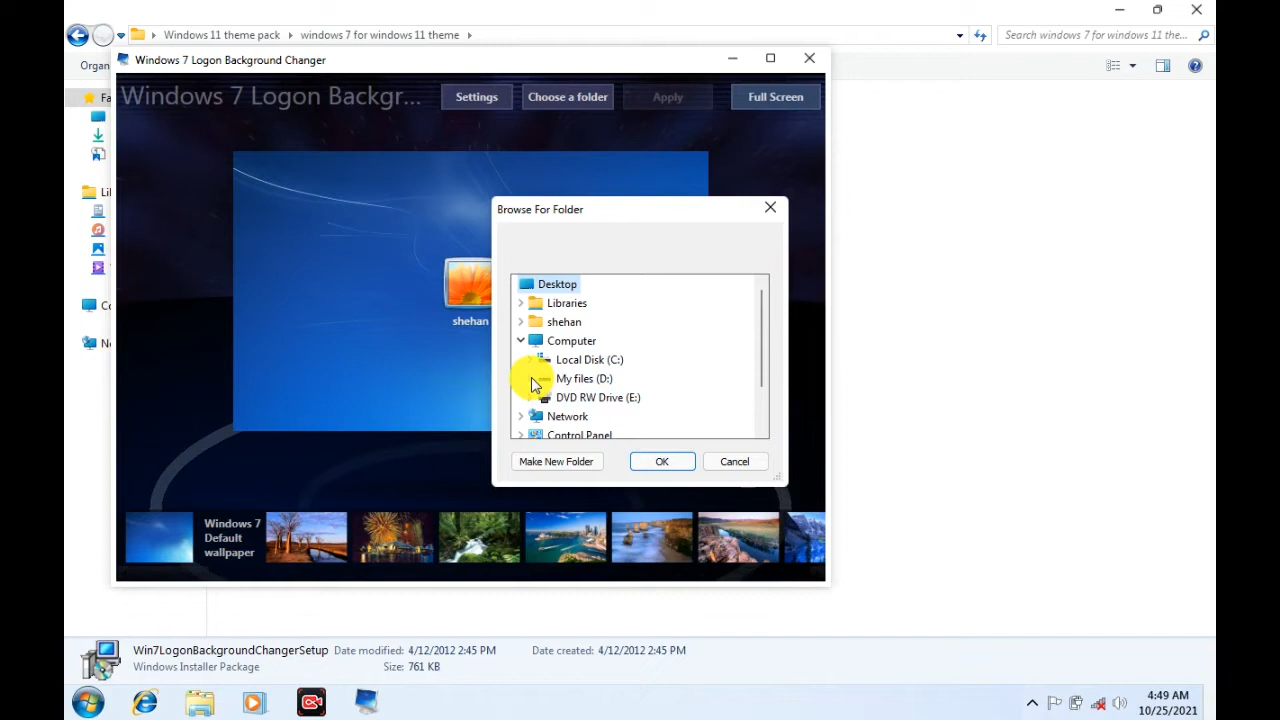 Windows 11 theme pack
windows 7 for windows 11 theme
Search windows 7 for windows 11 the...
Organ
Windows 7 Logon Background Changer
Windows 7 Logon Backgr...
Settings
Choose a folder
Apply
Full Screen
Fa
Li
Co
Ne
shehan
Browse For Folder
Desktop
Libraries
shehan
Computer
Local Disk (C:)
My files (D:)
DVD RW Drive (E:)
Network
Control Panel
Make New Folder
OK
Cancel
Windows 7
Default
wallpaper
Win7LogonBackgroundChangerSetup Date modified: 4/12/2012 2:45 PM Date created: 4/12/2012 2:45 PM
Windows Installer Package Size: 761 KB
4:49 AM
10/25/2021